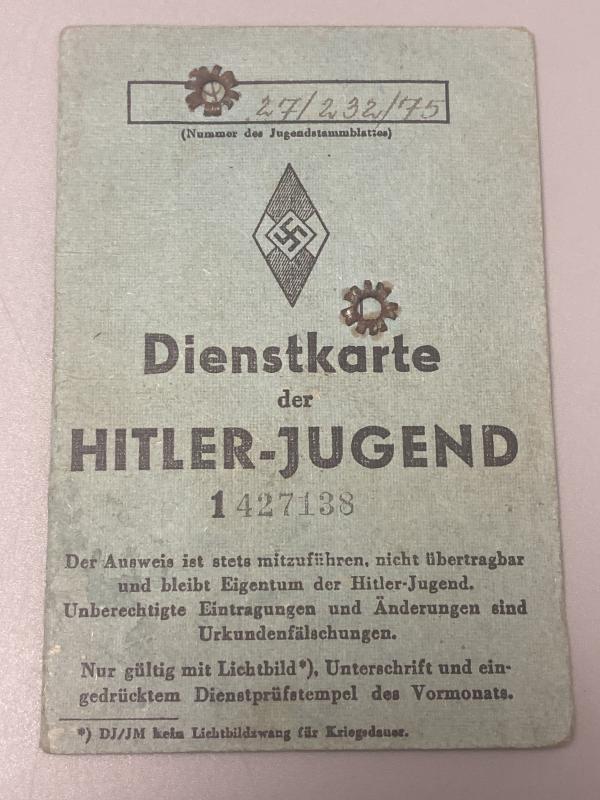 27/232/75
(Nummer des Jugendstammblattes)
Dienstkarte
der
HITLER-JUGEND
1 427138
Der Ausweis ist stets mitzuführen, nicht übertragbar
und bleibt Eigentum der Hitler-Jugend.
Unberechtigte Eintragungen und Änderungen sind
Urkundenfälschungen.
Nur gültig mit Lichtbild*), Unterschrift und ein-
gedrücktem Dienstprüfstempel des Vormonats.
*) DJ/JM kein Lichtbildzwang für Kriegsdauer.